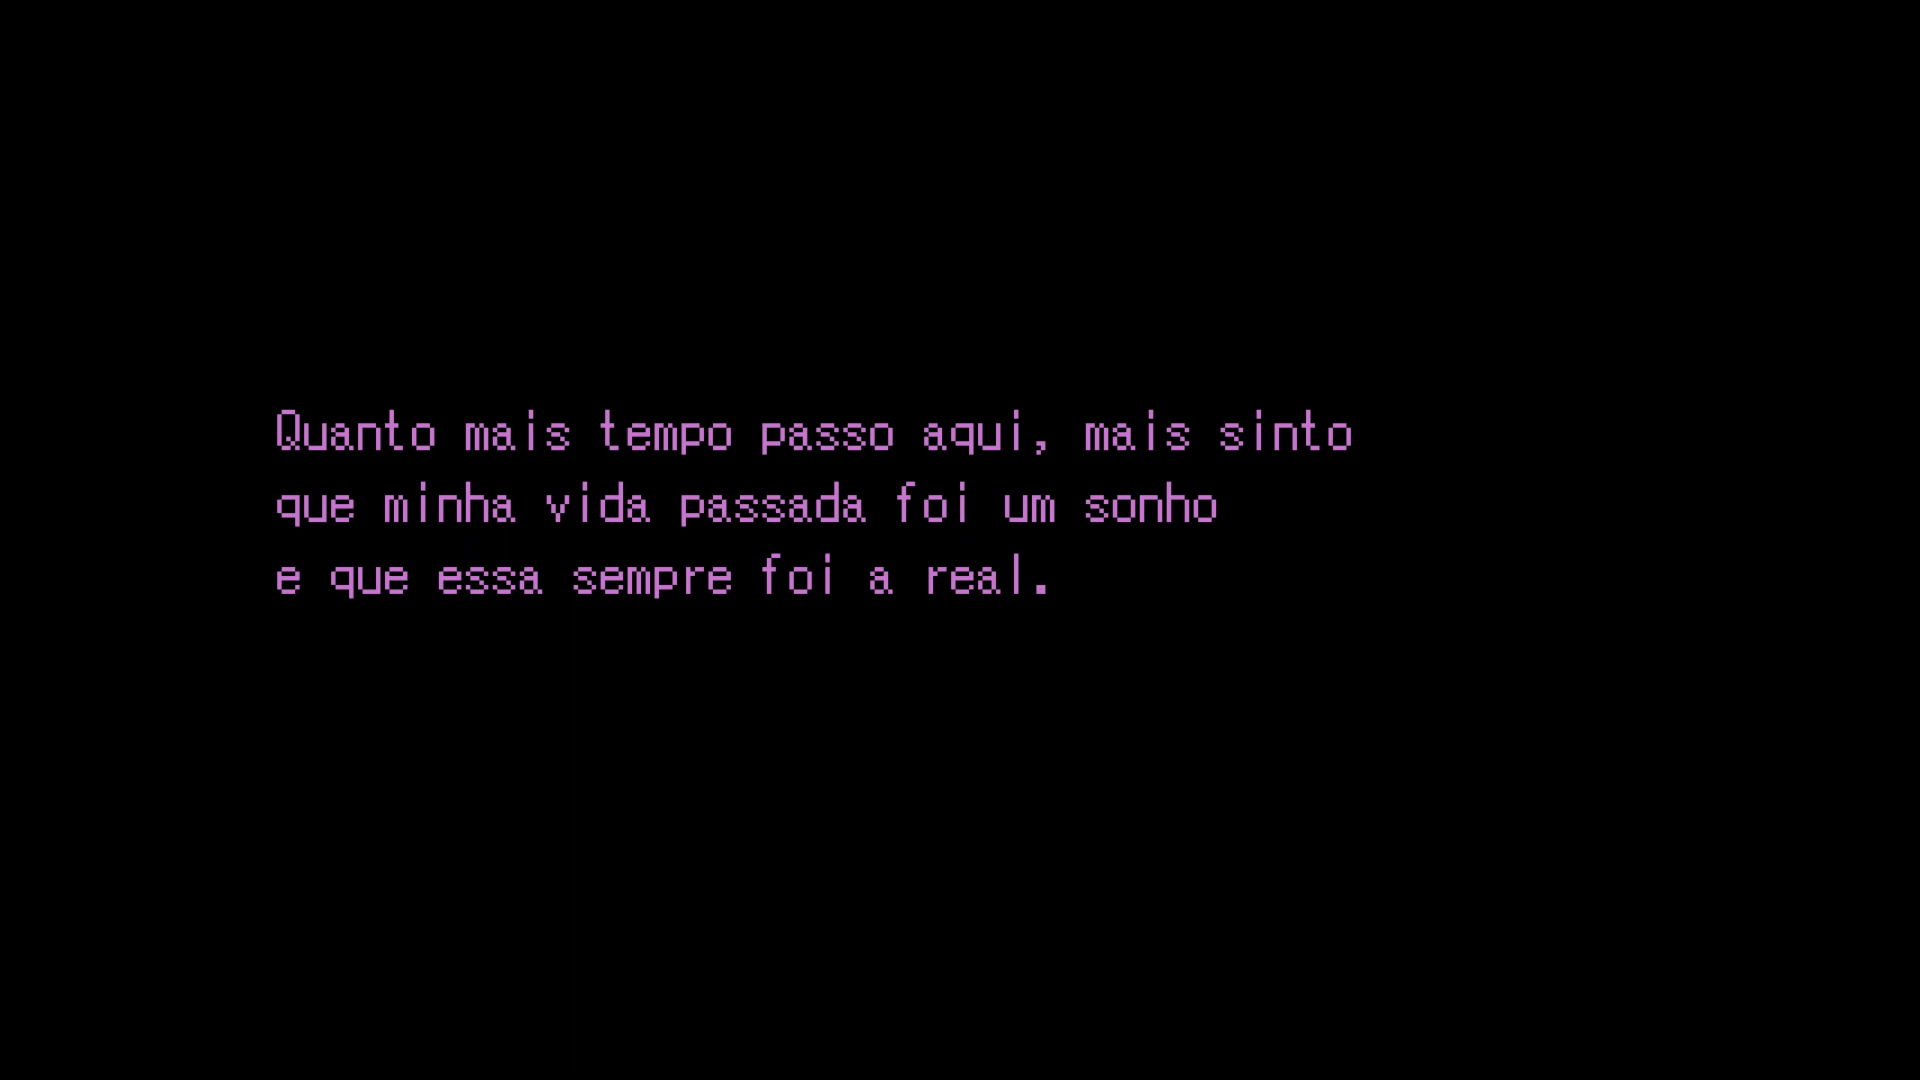 Quanto mais tempo passo aqui, mais sinto
que minha vida passada foi um sonho
e que essa sempre foi a real.